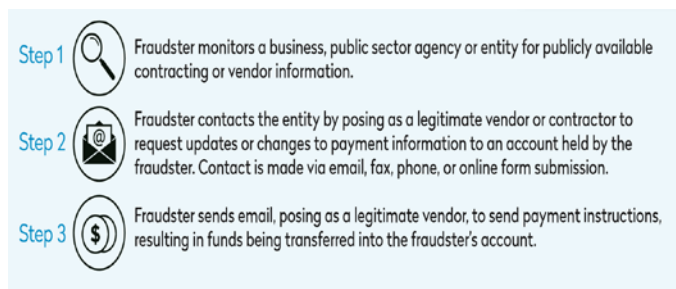 Step 1
Fraudster monitors a business, public sector agency or entity for publicly available
contracting or vendor information.
Step 2
@
Fraudster contacts the entity by posing as a legitimate vendor or contractor to
request updates or changes to payment information to an account held by the
fraudster. Contact is made via email, fax, phone, or online form submission.
Step 3
$
Fraudster sends email, posing as a legitimate vendor, to send payment instructions,
resulting in funds being transferred into the fraudster's account.